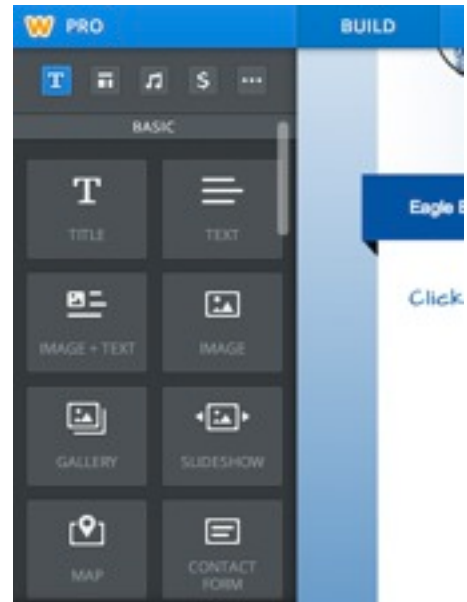 PRO BUILD
T $ ...
BASIC
T
TITLE TEXT
IMAGE + TEXT IMAGE
GALLERY SLIDESHOW
MAP CONTACT
FORM
Eagle
Click